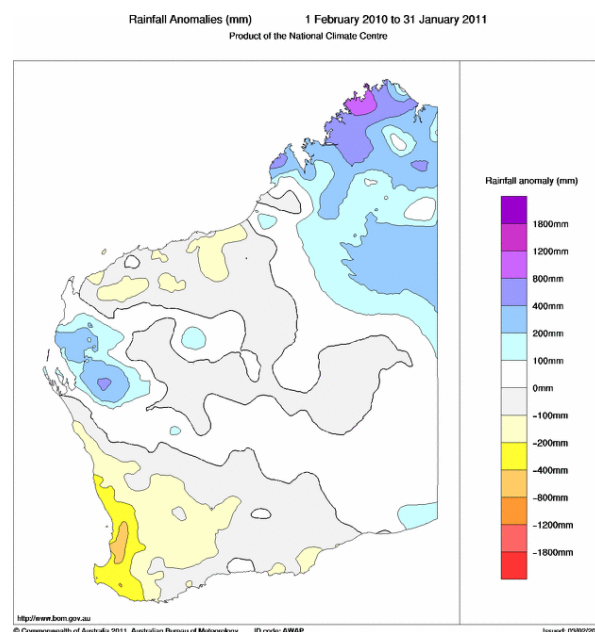 Rainfall Anomalies (mm) 1 February 2010 to 31 January 2011
Product of the National Climate Centre
Rainfall anomaly (mm)
1800mm
1200mm
800mm
400mm
200mm
100mm
0mm
-100mm
-200mm
-400mm
-800mm
-1200mm
-1800mm
http://www.bom.gov.au
© Commonwealth of Australia 2011, Australian Bureau of Meteorology ID code: AWAP Issued: